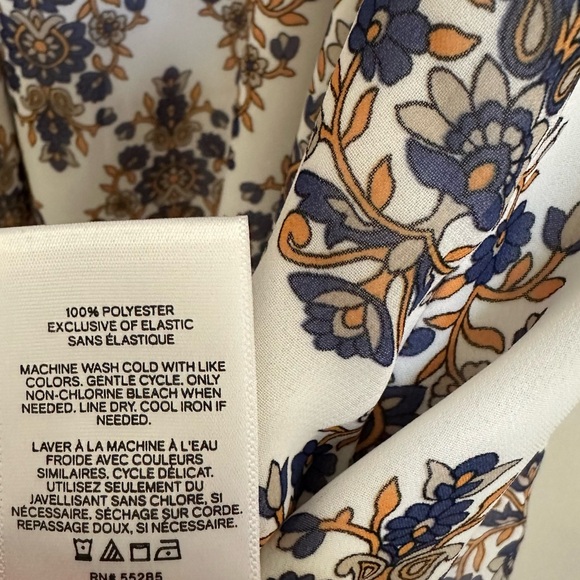 100% POLYESTER
EXCLUSIVE OF ELASTIC
SANS ÉLASTIQUE
MACHINE WASH COLD WITH LIKE
COLORS. GENTLE CYCLE. ONLY
NON-CHLORINE BLEACH WHEN
NEEDED. LINE DRY. COOL IRON IF
NEEDED.
LAVER À LA MACHINE À L'EAU
FROIDE AVEC COULEURS
SIMILAIRES, CYCLE DÉLICAT.
UTILISEZ SEULEMENT DU
JAVELLISANT SANS CHLORE, SI
NÉCESSAIRE. SÉCHAGE SUR CORDE.
REPASSAGE DOUX, SI NÉCESSAIRE.
RN# 55285